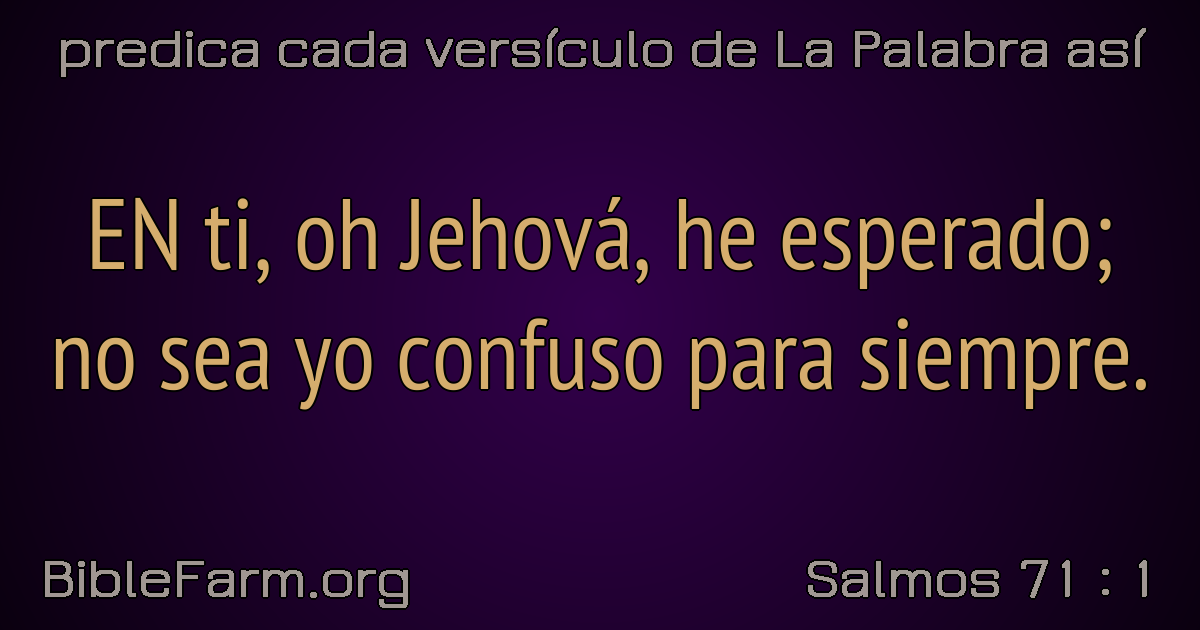 predica cada versículo de La Palabra así
EN ti, oh Jehová, he esperado;
no sea yo confuso para siempre.
BibleFarm.org
Salmos 71 : 1